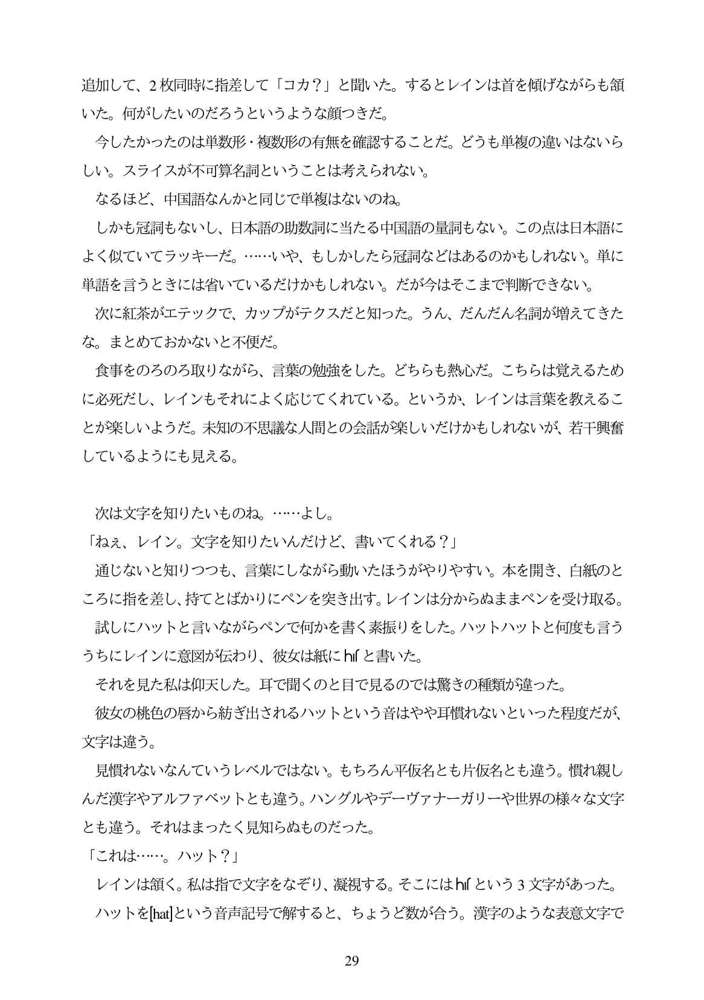 追加して、2枚同時に指差して「コカ？」と聞いた。するとレインは首を傾げながらも頷
いた。何がしたいのだろうというような顔つきだ。
今したかったのは単数形・複数形の有無を確認することだ。どうも単複の違いはないら
しい。スライスが不可算名詞ということは考えられない。
なるほど、中国語なんかと同じで単複はないのね。
しかも冠詞もないし、日本語の助数詞に当たる中国語の量詞もない。この点は日本語に
よく似ていてラッキーだ。……いや、もしかしたら冠詞などはあるのかもしれない。単に
単語を言うときには省いているだけかもしれない。だが今はそこまで判断できない。
次に紅茶がエテックで、カップがテクスだと知った。うん、だんだん名詞が増えてきた
な。まとめておかないと不便だ。
食事をのろのろ取りながら、言葉の勉強をした。どちらも熱心だ。こちらは覚えるため
に必死だし、レインもそれによく応じてくれている。というか、レインは言葉を教えるこ
とが楽しいようだ。未知の不思議な人間との会話が楽しいだけかもしれないが、若干興奮
しているようにも見える。
次は文字を知りたいものね。……よし。
「ねぇ、レイン。文字を知りたいんだけど、書いてくれる？」
通じないと知りつつも、言葉にしながら動いたほうがやりやすい。本を開き、白紙のと
ころに指を差し、持てとばかりにペンを突き出す。レインは分からぬままペンを受け取る。
試しにハットと言いながらペンで何かを書く素振りをした。ハットハットと何度も言う
うちにレインに意図が伝わり、彼女は紙に と書いた。
それを見た私は仰天した。耳で聞くのと目で見るのでは驚きの種類が違った。
彼女の桃色の唇から紡ぎ出されるハットという音はやや耳慣れないといった程度だが、
文字は違う。
見慣れないなんていうレベルではない。もちろん平仮名とも片仮名とも違う。慣れ親し
んだ漢字やアルファベットとも違う。ハングルやデーヴァナーガリーや世界の様々な文字
とも違う。それはまったく見知らぬものだった。
「これは……。ハット？」
レインは頷く。私は指で文字をなぞり、凝視する。そこには という3文字があった。
ハットを[hat]という音声記号で解すると、ちょうど数が合う。漢字のような表意文字で
29